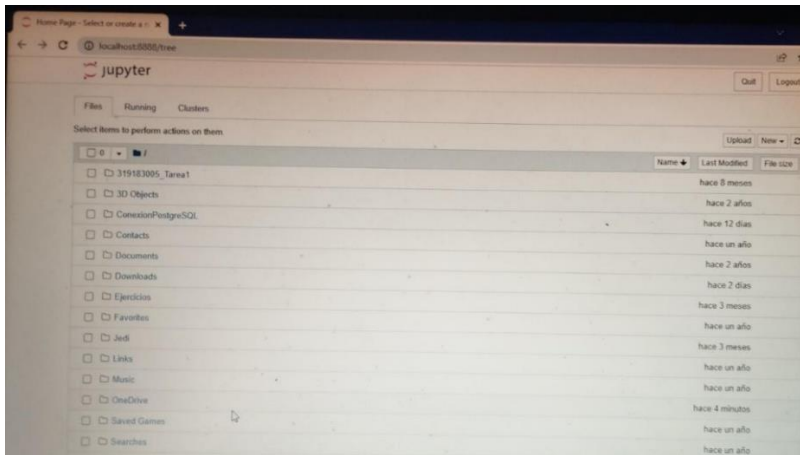 Home Page - Select or create a n
localhost:8888/tree
jupyter
Quit Logout
Files Running Clusters
Select items to perform actions on them.
Upload New
0 /
Name Last Modified File size
319183005_Tarea1 hace 8 meses
3D Objects hace 2 años
ConexionPostgreSQL hace 12 días
Contacts hace un año
Documents hace 2 años
Downloads hace 2 días
Ejercicios hace 3 meses
Favorites hace un año
Jedi hace 3 meses
Links hace un año
Music hace un año
OneDrive hace 4 minutos
Saved Games hace un año
Searches hace un año